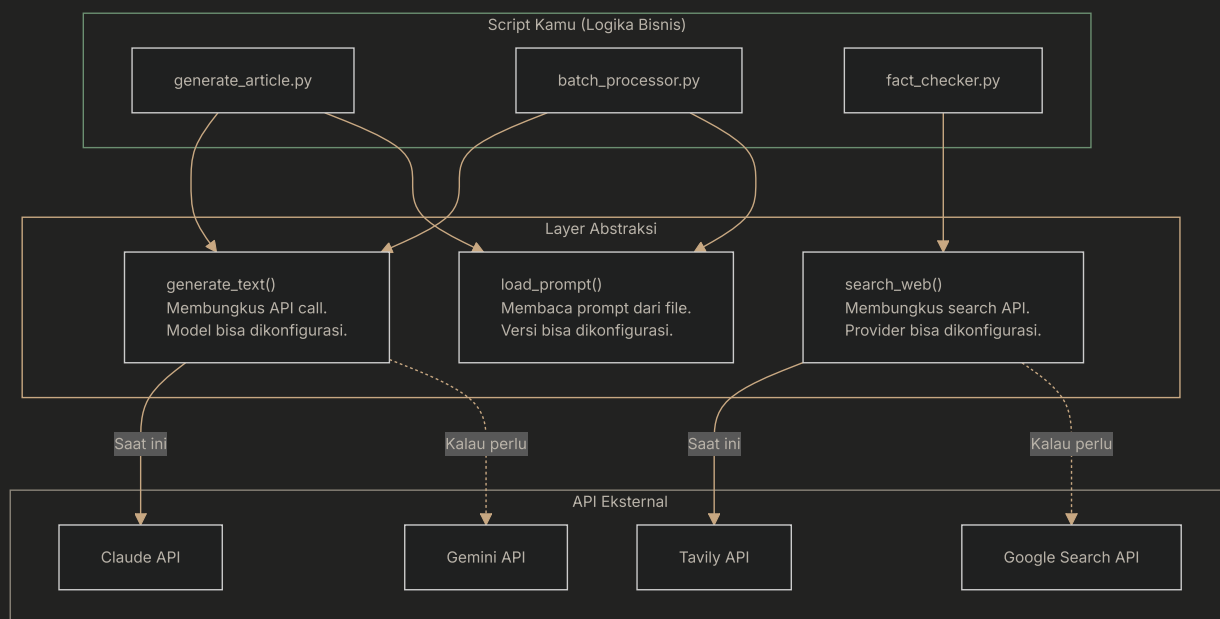 Script Kamu (Logika Bisnis)
generate_article.py
batch_processor.py
fact_checker.py
Layer Abstraksi
generate_text()
Membungkus API call.
Model bisa dikonfigurasi.
load_prompt()
Membaca prompt dari file.
Versi bisa dikonfigurasi.
search_web()
Membungkus search API.
Provider bisa dikonfigurasi.
Saat ini
Kalau perlu
Saat ini
Kalau perlu
API Eksternal
Claude API
Gemini API
Tavily API
Google Search API